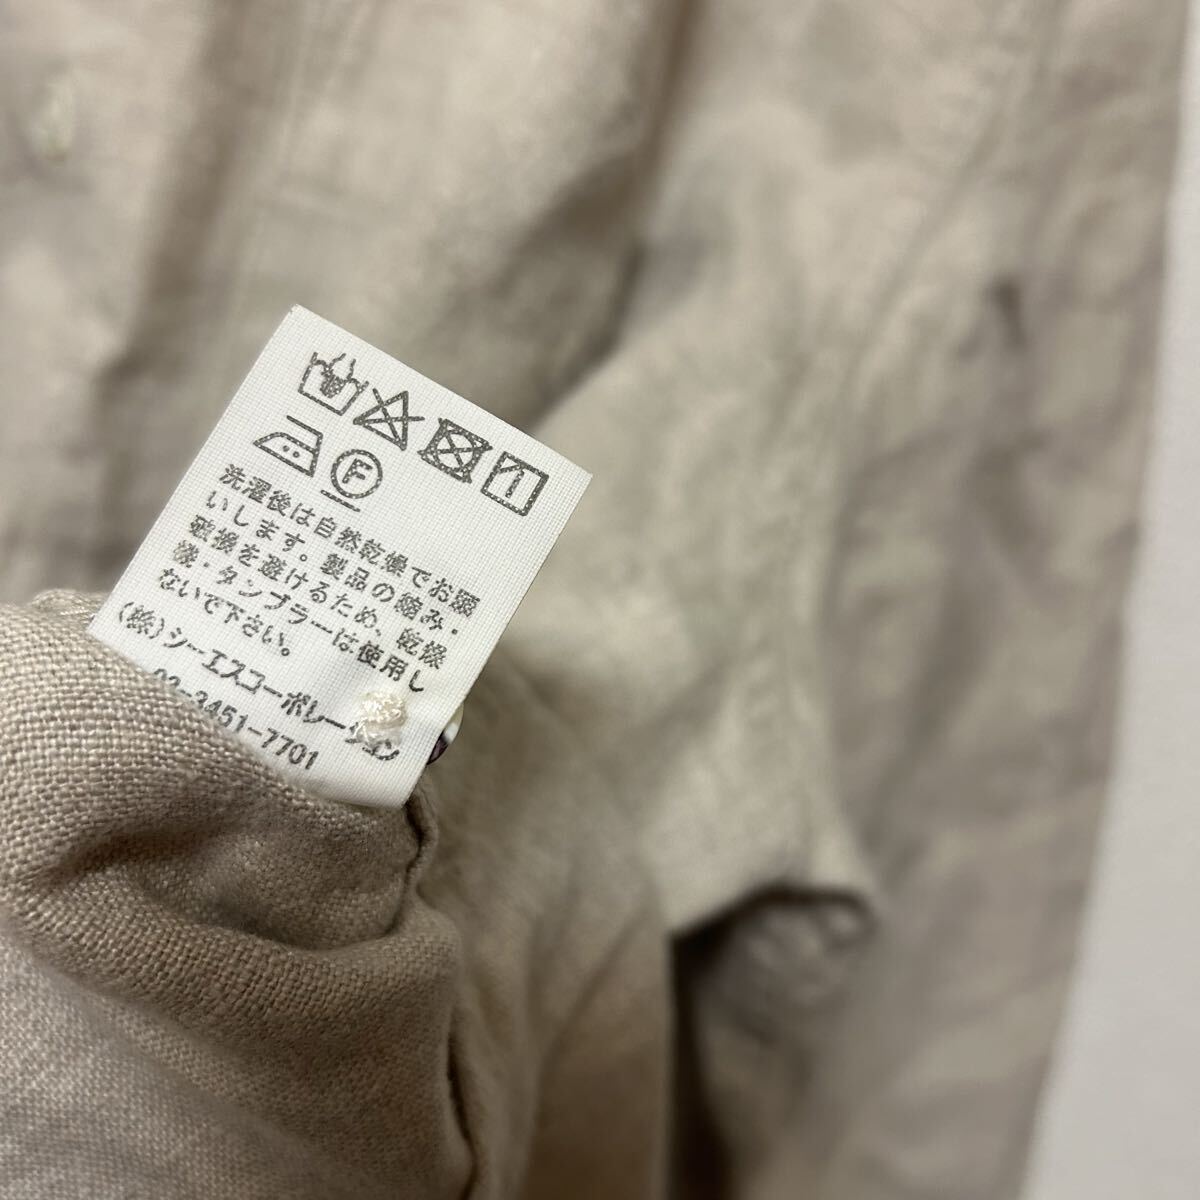 F
洗濯後は自然乾燥でお願
いします。製品の縮み・
破損を避けるため、乾燥
機・タンブラーは使用し
ないで下さい。
(株)シーエスコーポレーション
03-3451-7701